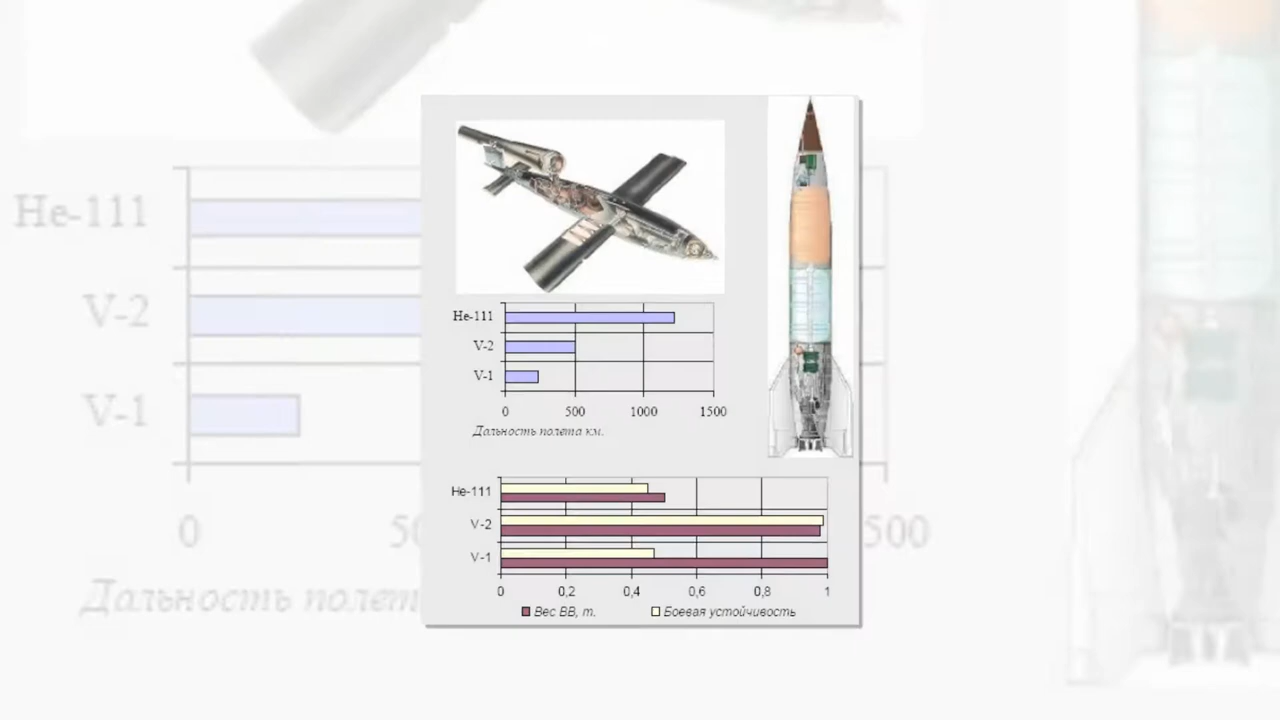 He-111
V-2
V-1
0 500 1000 1500
Дальность полета км.
He-111
V-2
V-1
0 0,2 0,4 0,6 0,8 1
Вес ВВ, т. Боевая устойчивость
He-111
V-2
V-1
0 50 500
Дальность полет